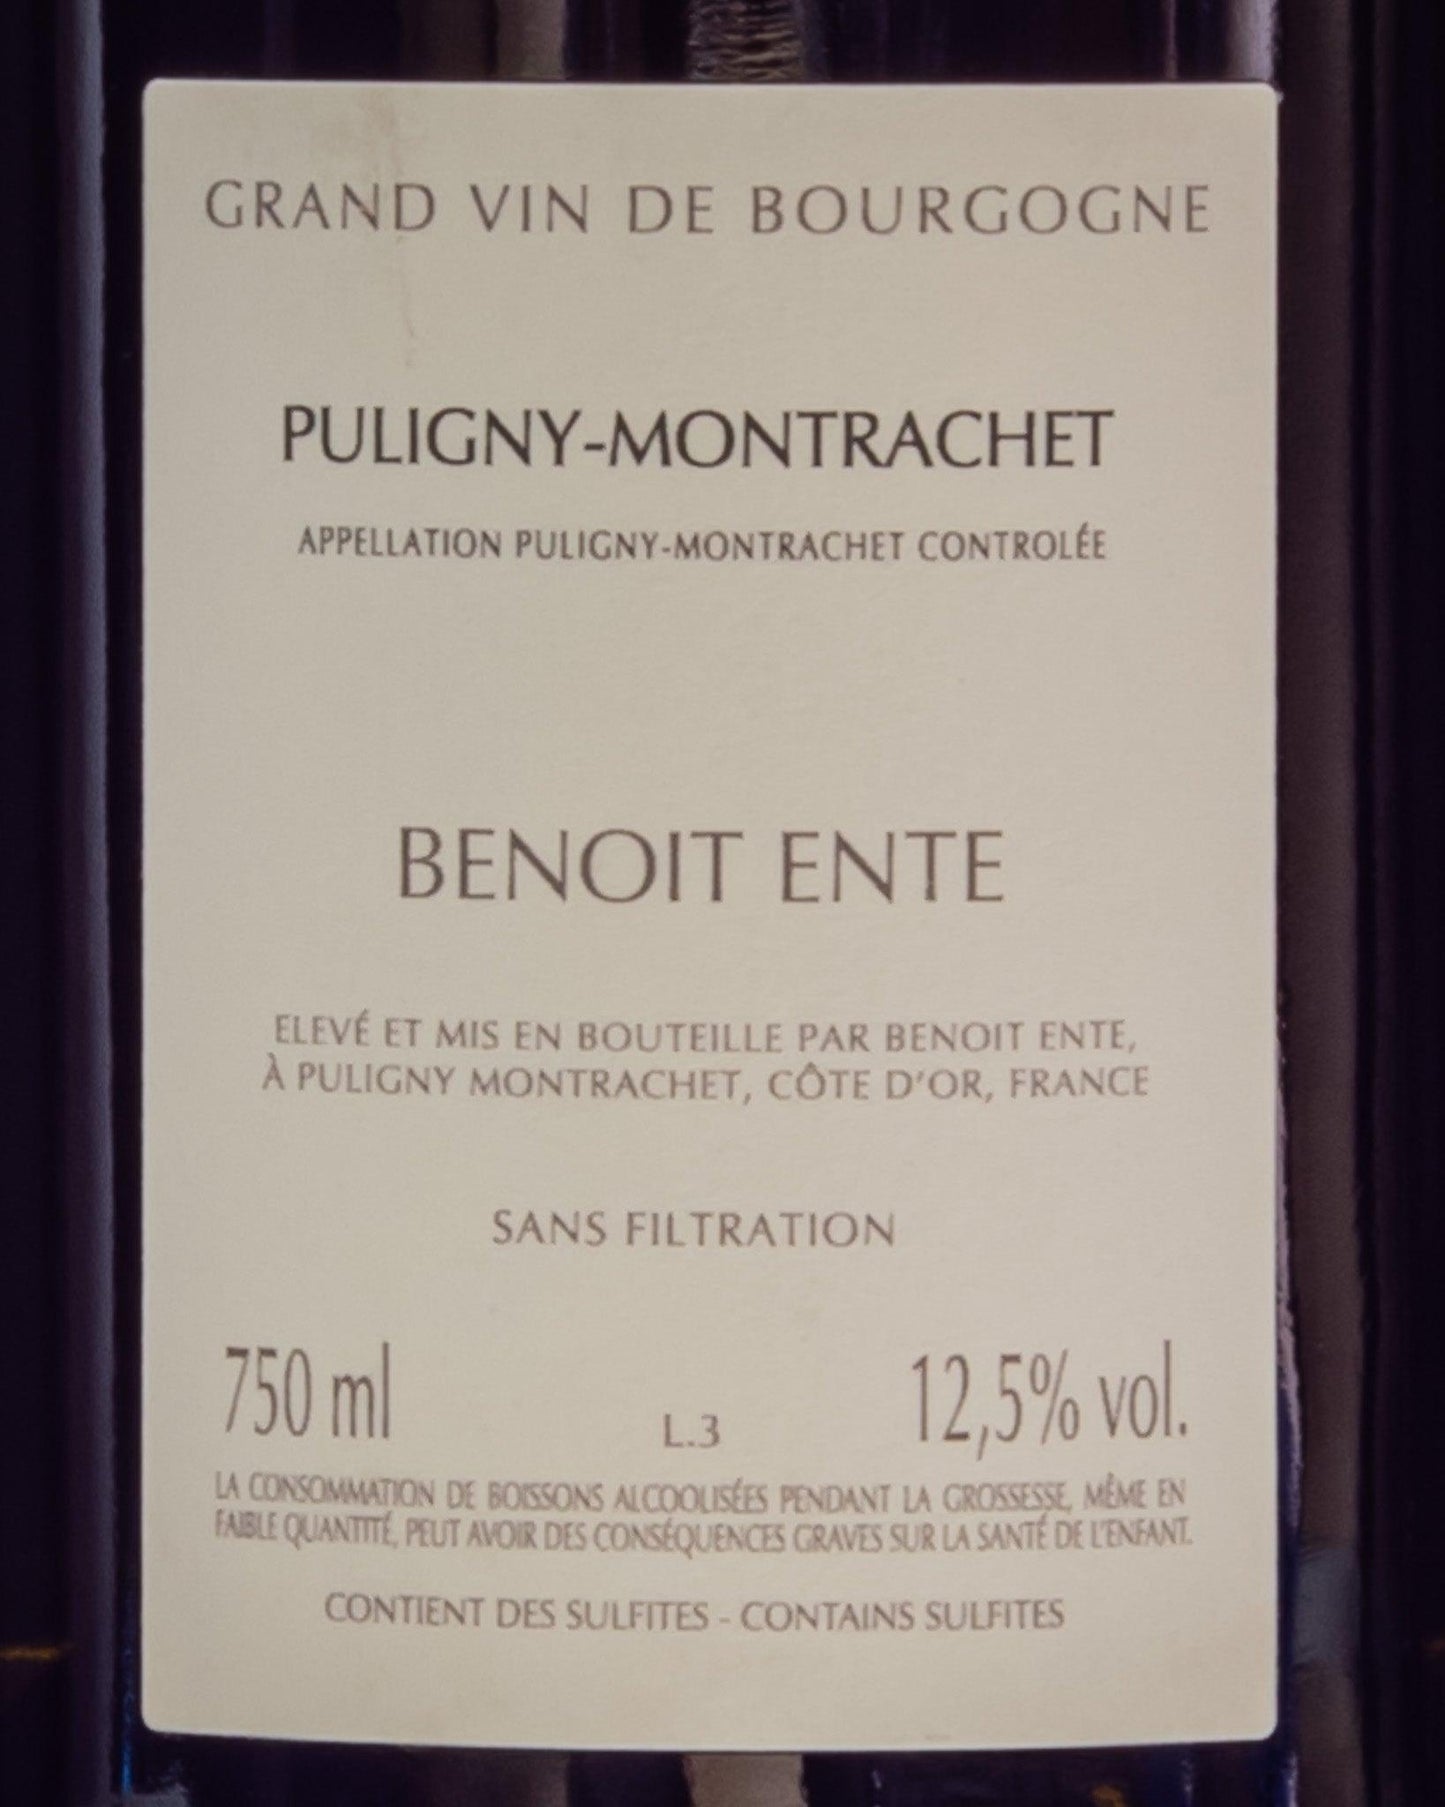 GRAND VIN DE BOURGOGNE
PULIGNY-MONTRACHET
APPELLATION PULIGNY-MONTRACHET CONTROLÉE
BENOIT ENTE
ELEVÉ ET MIS EN BOUTEILLE PAR BENOIT ENTE,
À PULIGNY MONTRACHET, CÔTE D'OR, FRANCE
SANS FILTRATION
750 ml
L.3
12,5% vol.
LA CONSOMMATION DE BOISSONS ALCOOLISÉES PENDANT LA GROSSESSE, MÊME EN
FAIBLE QUANTITÉ, PEUT AVOIR DES CONSÉQUENCES GRAVES SUR LA SANTÉ DE L'ENFANT.
CONTIENT DES SULFITES - CONTAINS SULFITES